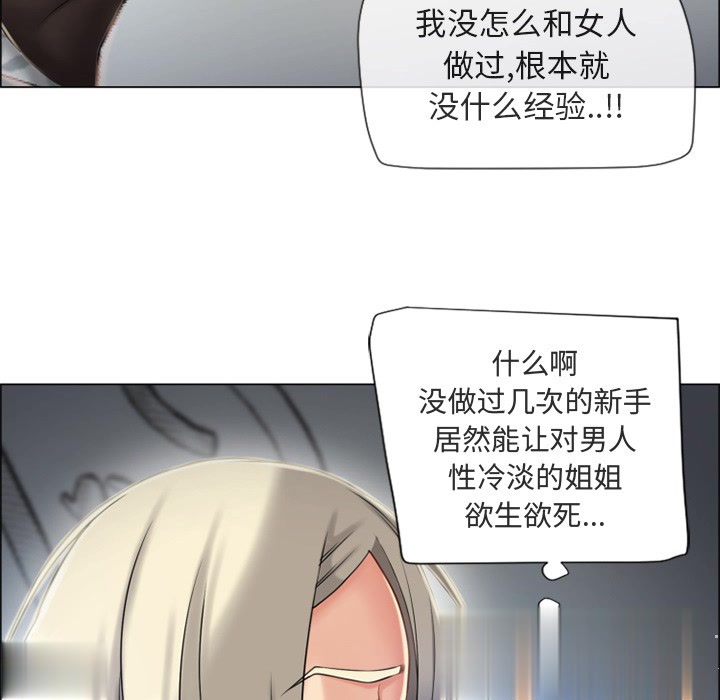 我没怎么和女人
做过,根本就
没什么经验..!!
什么啊
没做过几次的新手
居然能让对男人
性冷淡的姐姐
欲生欲死...